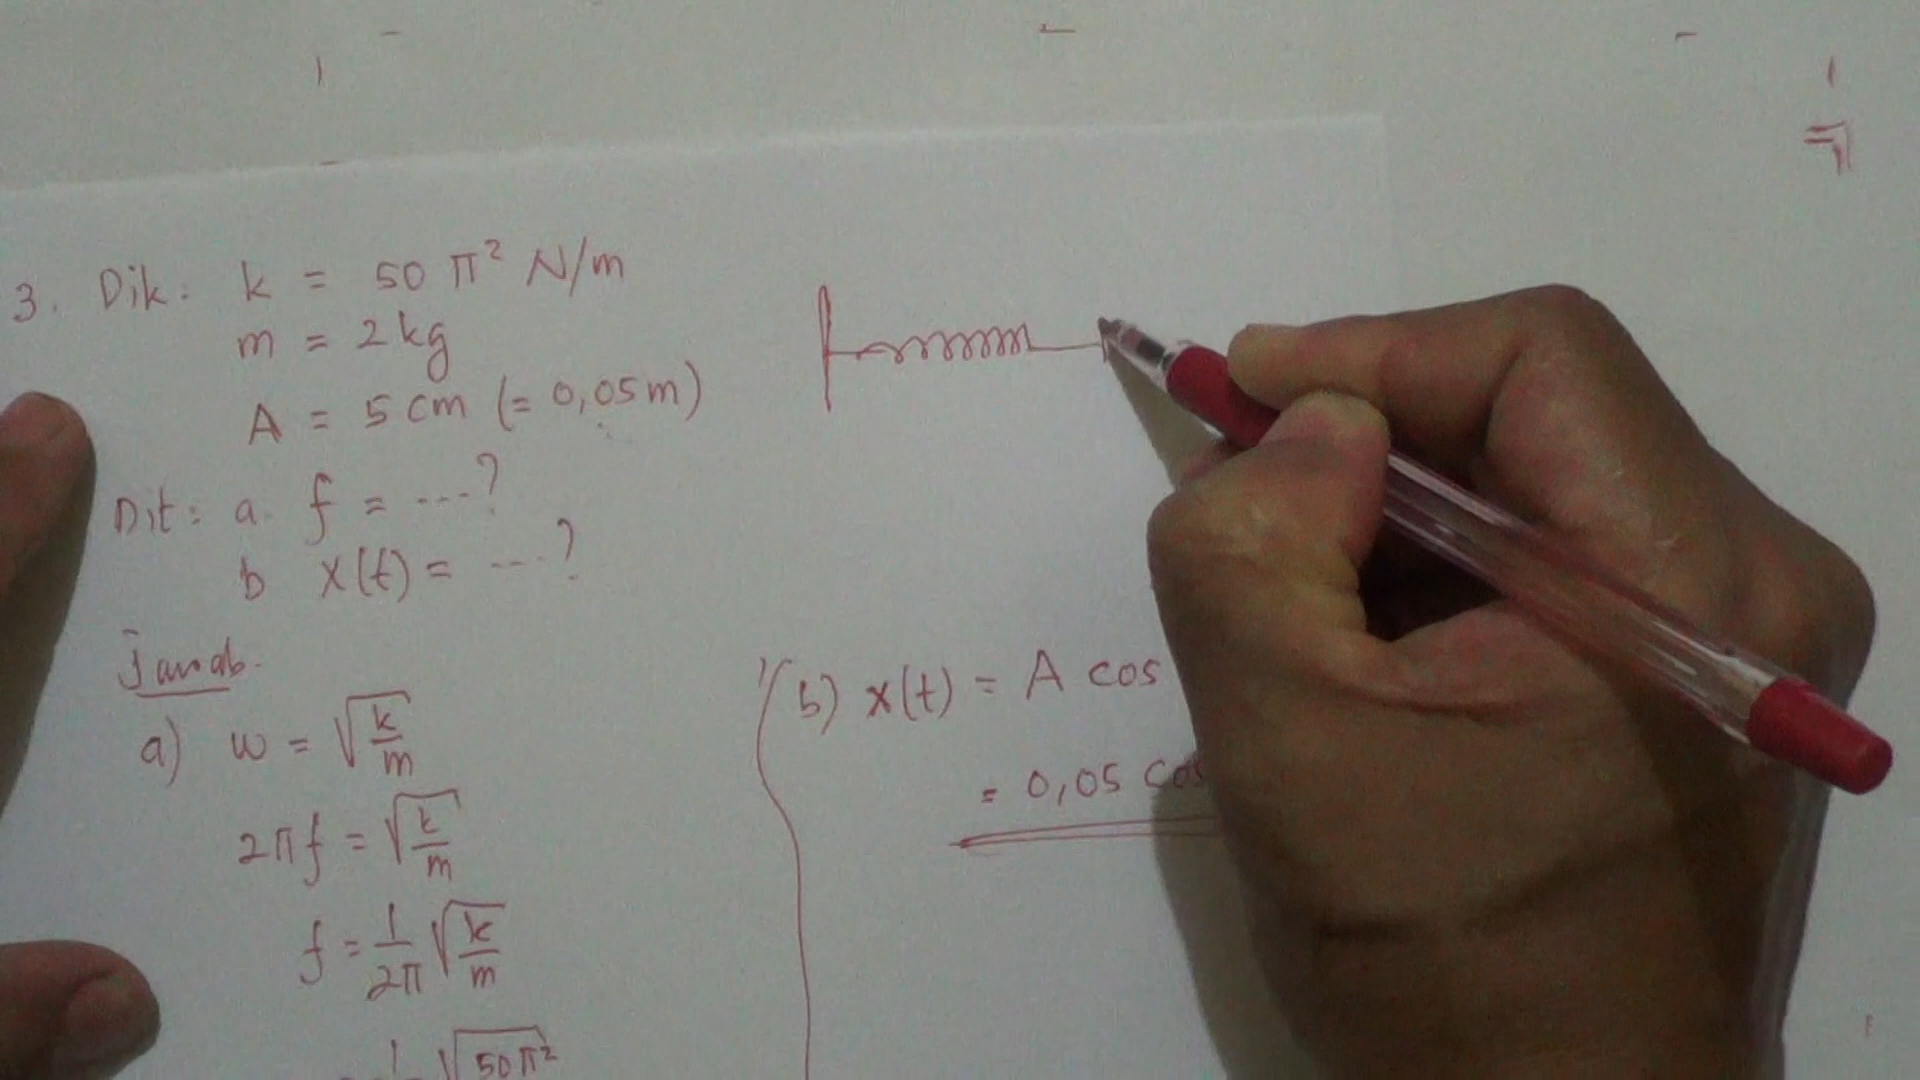 3. Dik: k = 50 π² N/m
m = 2 kg
A = 5 cm (= 0,05 m)
Dit: a. f = ---?
b x(t) = ---?
Jawab.
a) w = √(k/m)
2πf = √(k/m)
f = 1/2π √(k/m)
√50π²
b) x(t) = A cos
= 0,05 cos